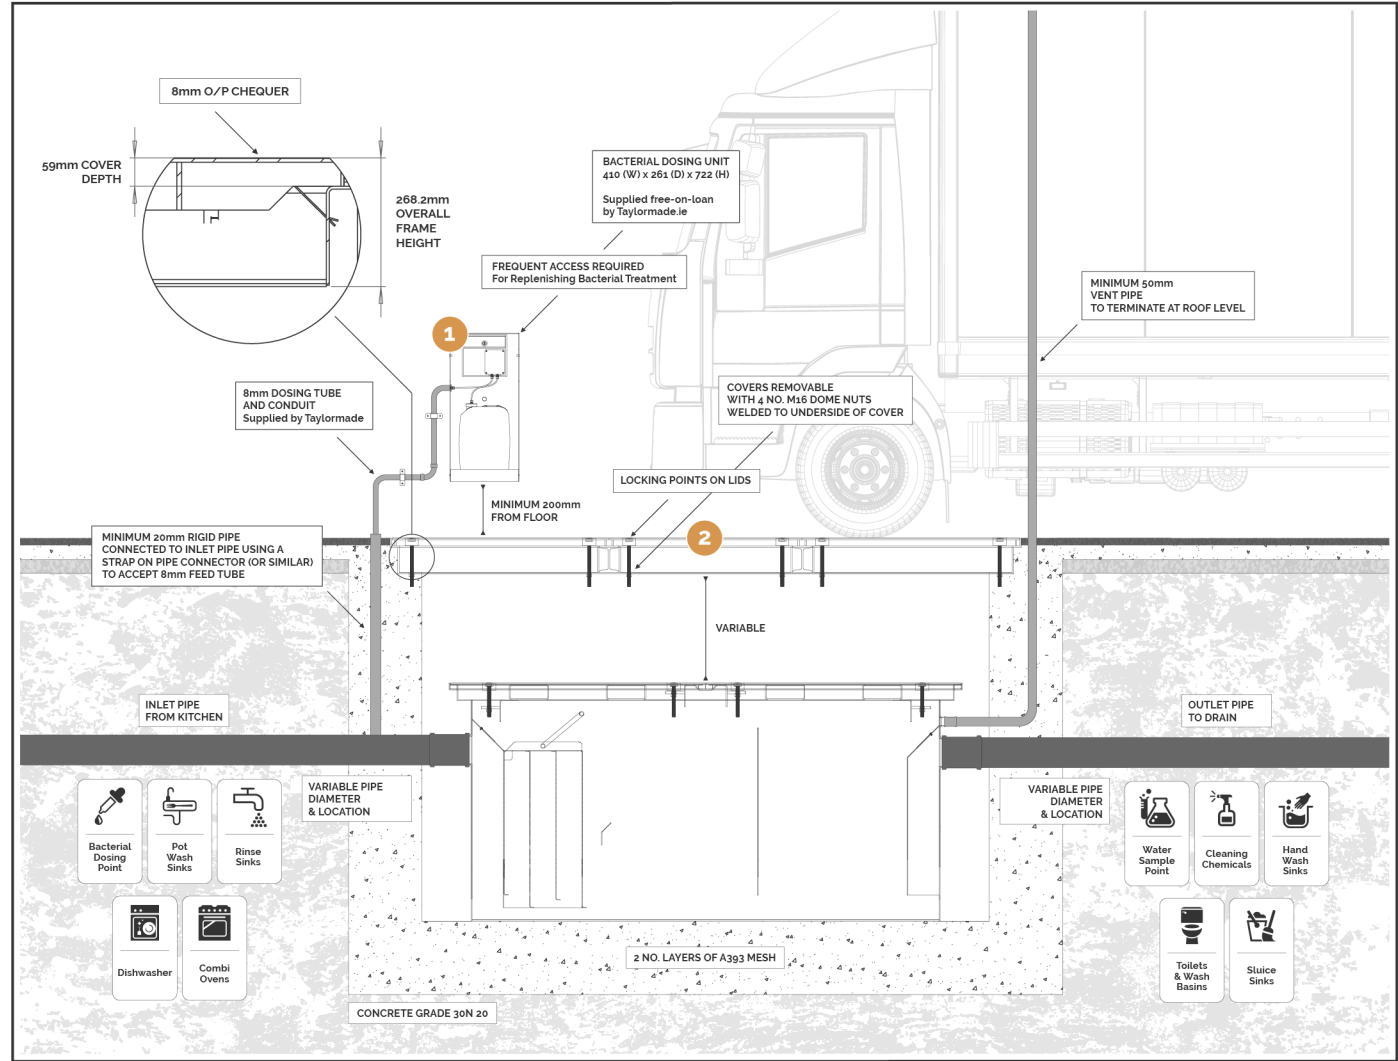 8mm O/P CHEQUER
59mm COVER
DEPTH
268.2mm
OVERALL
FRAME
HEIGHT
BACTERIAL DOSING UNIT
410 (W) x 261 (D) x 722 (H)
Supplied free-on-loan
by Taylormade.ie
FREQUENT ACCESS REQUIRED
For Replenishing Bacterial Treatment
MINIMUM 50mm
VENT PIPE
TO TERMINATE AT ROOF LEVEL
1
8mm DOSING TUBE
AND CONDUIT
Supplied by Taylormade
COVERS REMOVABLE
WITH 4 NO. M16 DOME NUTS
WELDED TO UNDERSIDE OF COVER
LOCKING POINTS ON LIDS
MINIMUM 200mm
FROM FLOOR
2
MINIMUM 20mm RIGID PIPE
CONNECTED TO INLET PIPE USING A
STRAP ON PIPE CONNECTOR (OR SIMILAR)
TO ACCEPT 8mm FEED TUBE
VARIABLE
INLET PIPE
FROM KITCHEN
OUTLET PIPE
TO DRAIN
VARIABLE PIPE
DIAMETER
& LOCATION
VARIABLE PIPE
DIAMETER
& LOCATION
Bacterial
Dosing
Point
Pot
Wash
Sinks
Rinse
Sinks
Dishwasher
Combi
Ovens
Water
Sample
Point
Cleaning
Chemicals
Hand
Wash
Sinks
Toilets
& Wash
Basins
Sluice
Sinks
2 NO. LAYERS OF A393 MESH
CONCRETE GRADE 30N 20